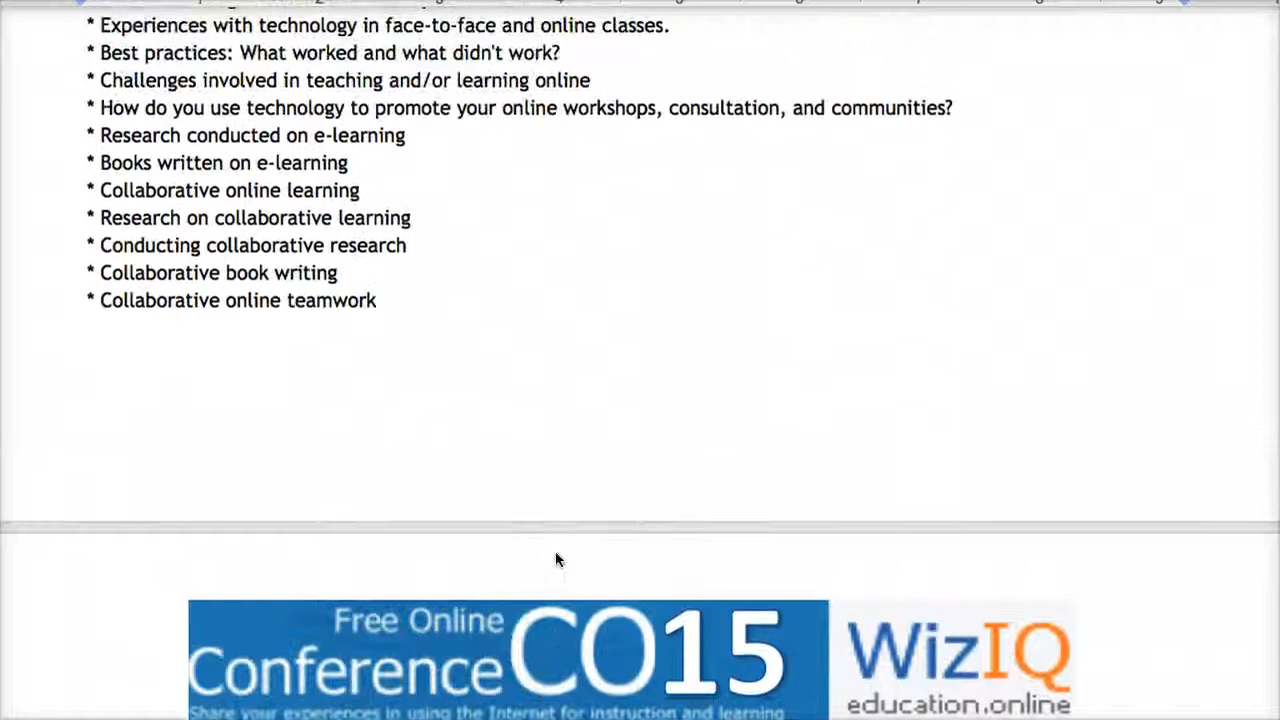 * Experiences with technology in face-to-face and online classes.
* Best practices: What worked and what didn't work?
* Challenges involved in teaching and/or learning online
* How do you use technology to promote your online workshops, consultation, and communities?
* Research conducted on e-learning
* Books written on e-learning
* Collaborative online learning
* Research on collaborative learning
* Conducting collaborative research
* Collaborative book writing
* Collaborative online teamwork
Free Online
Conference CO15
Share your experiences in using the Internet for instruction and learning
WizIQ
education.online